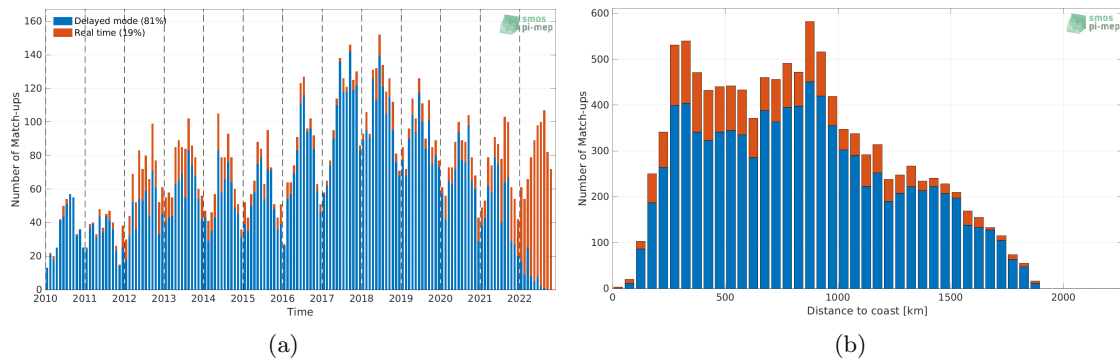 160
140
120
100
80
60
40
20
0
Number of Match-ups
Delayed mode (81%)
Real time (19%)
smos
pi-mep
2010 2011 2012 2013 2014 2015 2016 2017 2018 2019 2020 2021 2022
Time
(a)
600
500
400
300
200
100
0
Number of Match-ups
smos
pi-mep
0 500 1000 1500 2000
Distance to coast [km]
(b)